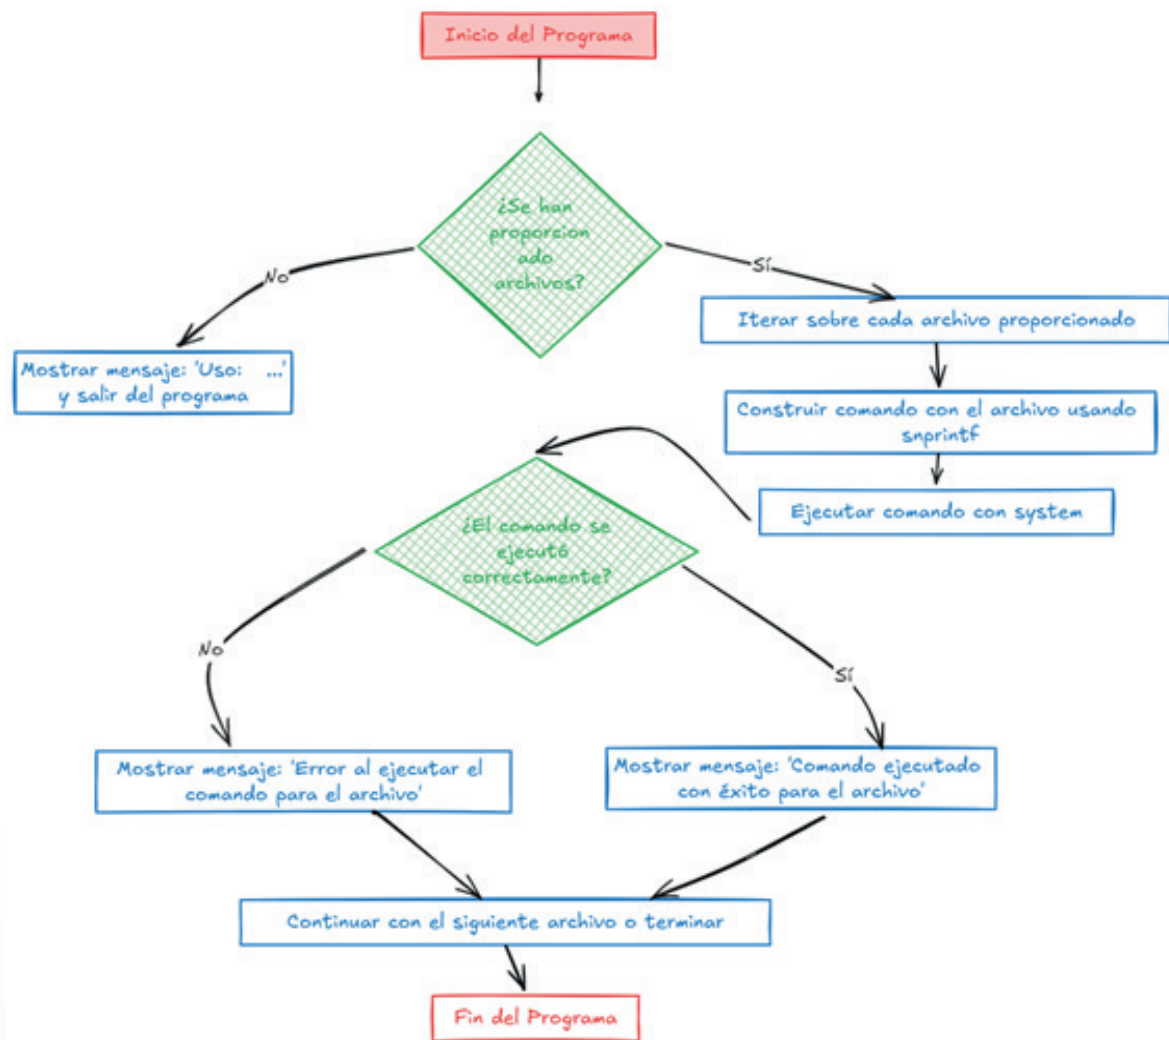 Inicio del Programa
¿Se han
proporcion
ado
archivos?
No
Sí
Iterar sobre cada archivo proporcionado
Mostrar mensaje: 'Uso: ...'
y salir del programa
Construir comando con el archivo usando
snprintf
Ejecutar comando con system
¿El comando se
ejecutó
correctamente?
No
Sí
Mostrar mensaje: 'Error al ejecutar el
comando para el archivo'
Mostrar mensaje: 'Comando ejecutado
con éxito para el archivo'
Continuar con el siguiente archivo o terminar
Fin del Programa